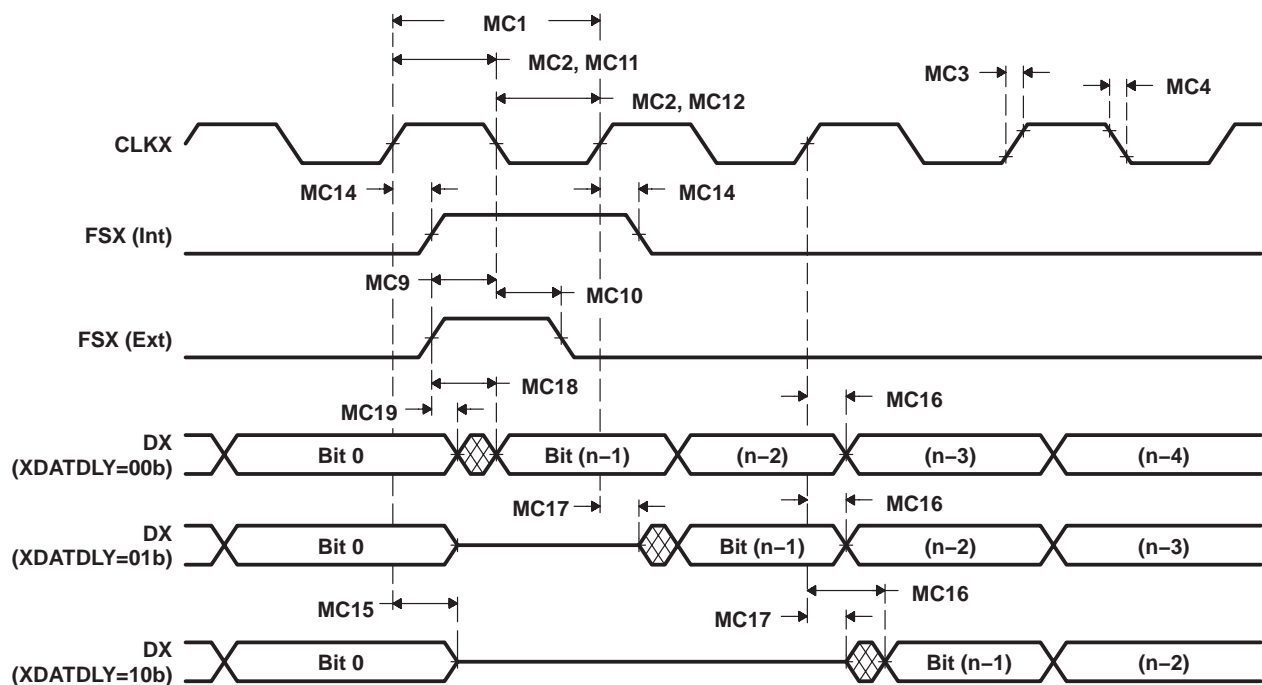 MC1
MC2, MC11
MC3
MC4
MC2, MC12
CLKX
MC14
MC14
FSX (Int)
MC9
MC10
FSX (Ext)
MC18
MC19
MC16
DX
(XDATDLY=00b)
Bit 0
Bit (n−1)
(n−2)
(n−3)
(n−4)
MC17
MC16
DX
(XDATDLY=01b)
Bit 0
Bit (n−1)
(n−2)
(n−3)
MC15
MC16
MC17
DX
(XDATDLY=10b)
Bit 0
Bit (n−1)
(n−2)